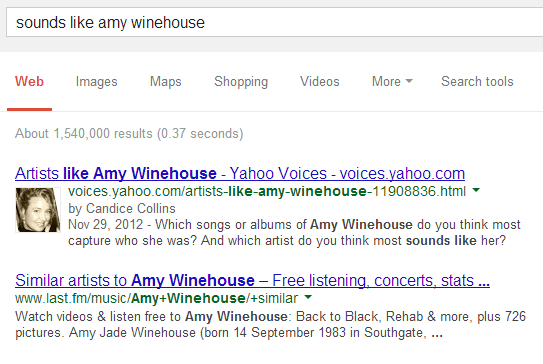 sounds like amy winehouse
Web Images Maps Shopping Videos More Search tools
About 1,540,000 results (0.37 seconds)
Artists like Amy Winehouse - Yahoo Voices - voices.yahoo.com
voices.yahoo.com/artists-like-amy-winehouse-11908836.html
by Candice Collins
Nov 29, 2012 - Which songs or albums of Amy Winehouse do you think most
capture who she was? And which artist do you think most sounds like her?
Similar artists to Amy Winehouse – Free listening, concerts, stats ...
www.last.fm/music/Amy+Winehouse/+similar
Watch videos & listen free to Amy Winehouse: Back to Black, Rehab & more, plus 726
pictures. Amy Jade Winehouse (born 14 September 1983 in Southgate, ...